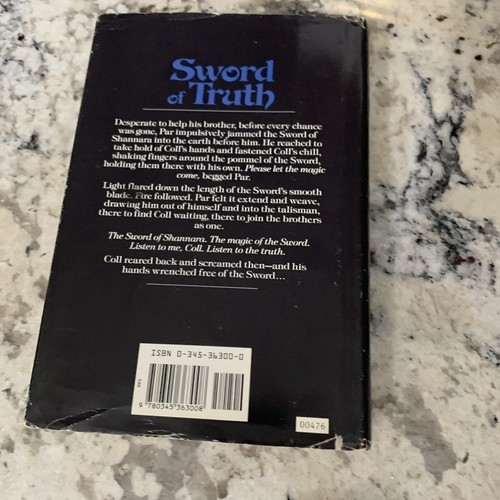 Sword
of Truth
Desperate to help his brother, before every chance
was gone, Par impulsively jammed the Sword of
Shannara into the earth before him. He reached to
take hold of Coll's hands and fastened Coll's chill,
shaking fingers around the pommel of the Sword,
holding them there with his own. Please let the magic
come, begged Par.
Light flared down the length of the Sword's smooth
blade. Fire followed. Par felt it extend and weave,
drawing him out of himself and into the talisman,
there to find Coll waiting, there to join the brothers
as one.
The Sword of Shannara. The magic of the Sword.
Listen to me, Coll. Listen to the truth.
Coll reared back and screamed then—and his
hands wrenched free of the Sword...
ISBN 0-345-36300-0
9 780345 363008
00476